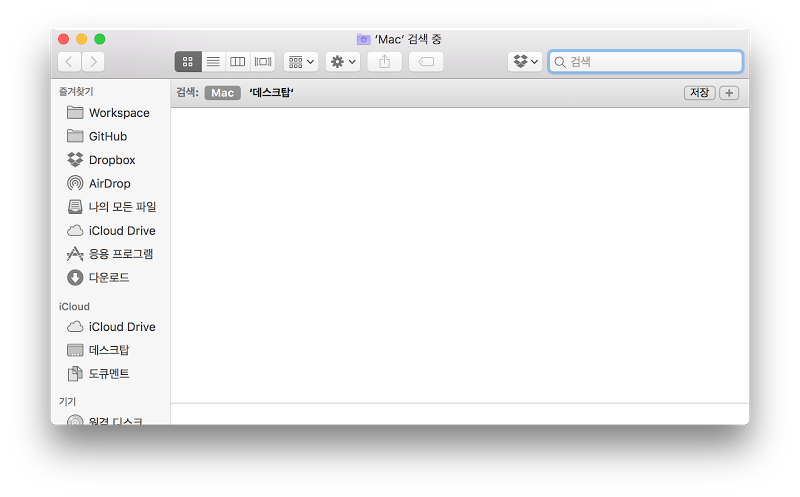 ‘Mac’ 검색 중
검색
즐겨찾기
Workspace
GitHub
Dropbox
AirDrop
나의 모든 파일
iCloud Drive
응용 프로그램
다운로드
iCloud
iCloud Drive
데스크탑
도큐멘트
기기
원격 디스크
검색: Mac ‘데스크탑’ 저장 +